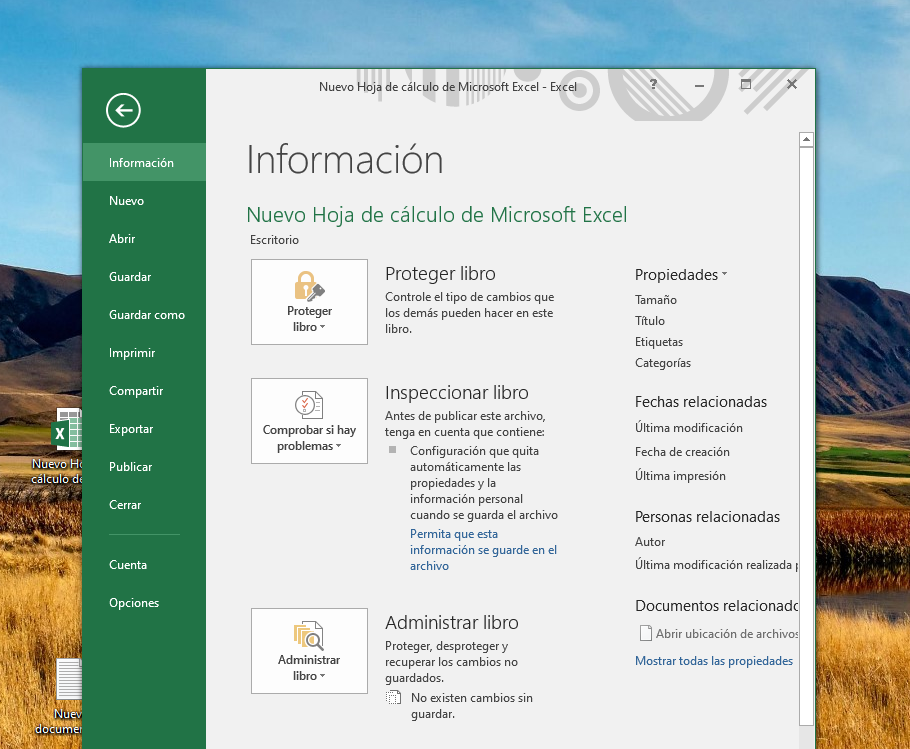 Nuevo Hoja de cálculo de Microsoft Excel - Excel
?
Información
Nuevo
Abrir
Guardar
Guardar como
Imprimir
Compartir
Exportar
Publicar
Cerrar
Cuenta
Opciones
Información
Nuevo Hoja de cálculo de Microsoft Excel
Escritorio
Proteger
libro
Proteger libro
Controle el tipo de cambios que
los demás pueden hacer en este
libro.
Comprobar si hay
problemas
Inspeccionar libro
Antes de publicar este archivo,
tenga en cuenta que contiene:
Configuración que quita
automáticamente las
propiedades y la
información personal
cuando se guarda el archivo
Permita que esta
información se guarde en el
archivo
Administrar
libro
Administrar libro
Proteger, desproteger y
recuperar los cambios no
guardados.
No existen cambios sin
guardar.
Propiedades
Tamaño
Título
Etiquetas
Categorías
Fechas relacionadas
Última modificación
Fecha de creación
Última impresión
Personas relacionadas
Autor
Última modificación realizada p
Documentos relacionado
Abrir ubicación de archivos
Mostrar todas las propiedades
X
Nuevo Ho
cálculo de
Nuev
docume